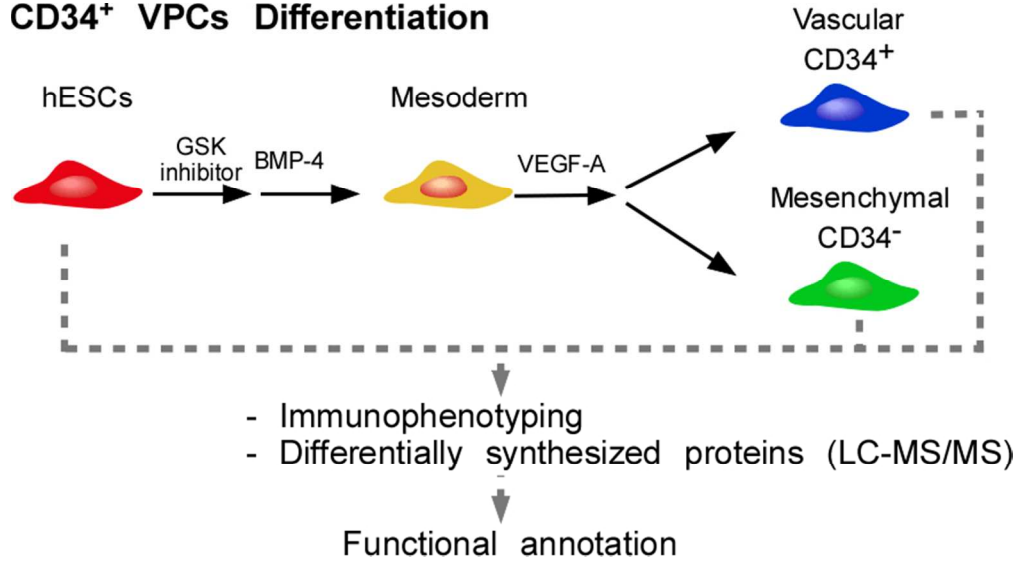 CD34⁺ VPCs Differentiation
Vascular
CD34⁺
hESCs
Mesoderm
GSK
inhibitor
BMP-4
VEGF-A
Mesenchymal
CD34⁻
- Immunophenotyping
- Differentially synthesized proteins (LC-MS/MS)
Functional annotation